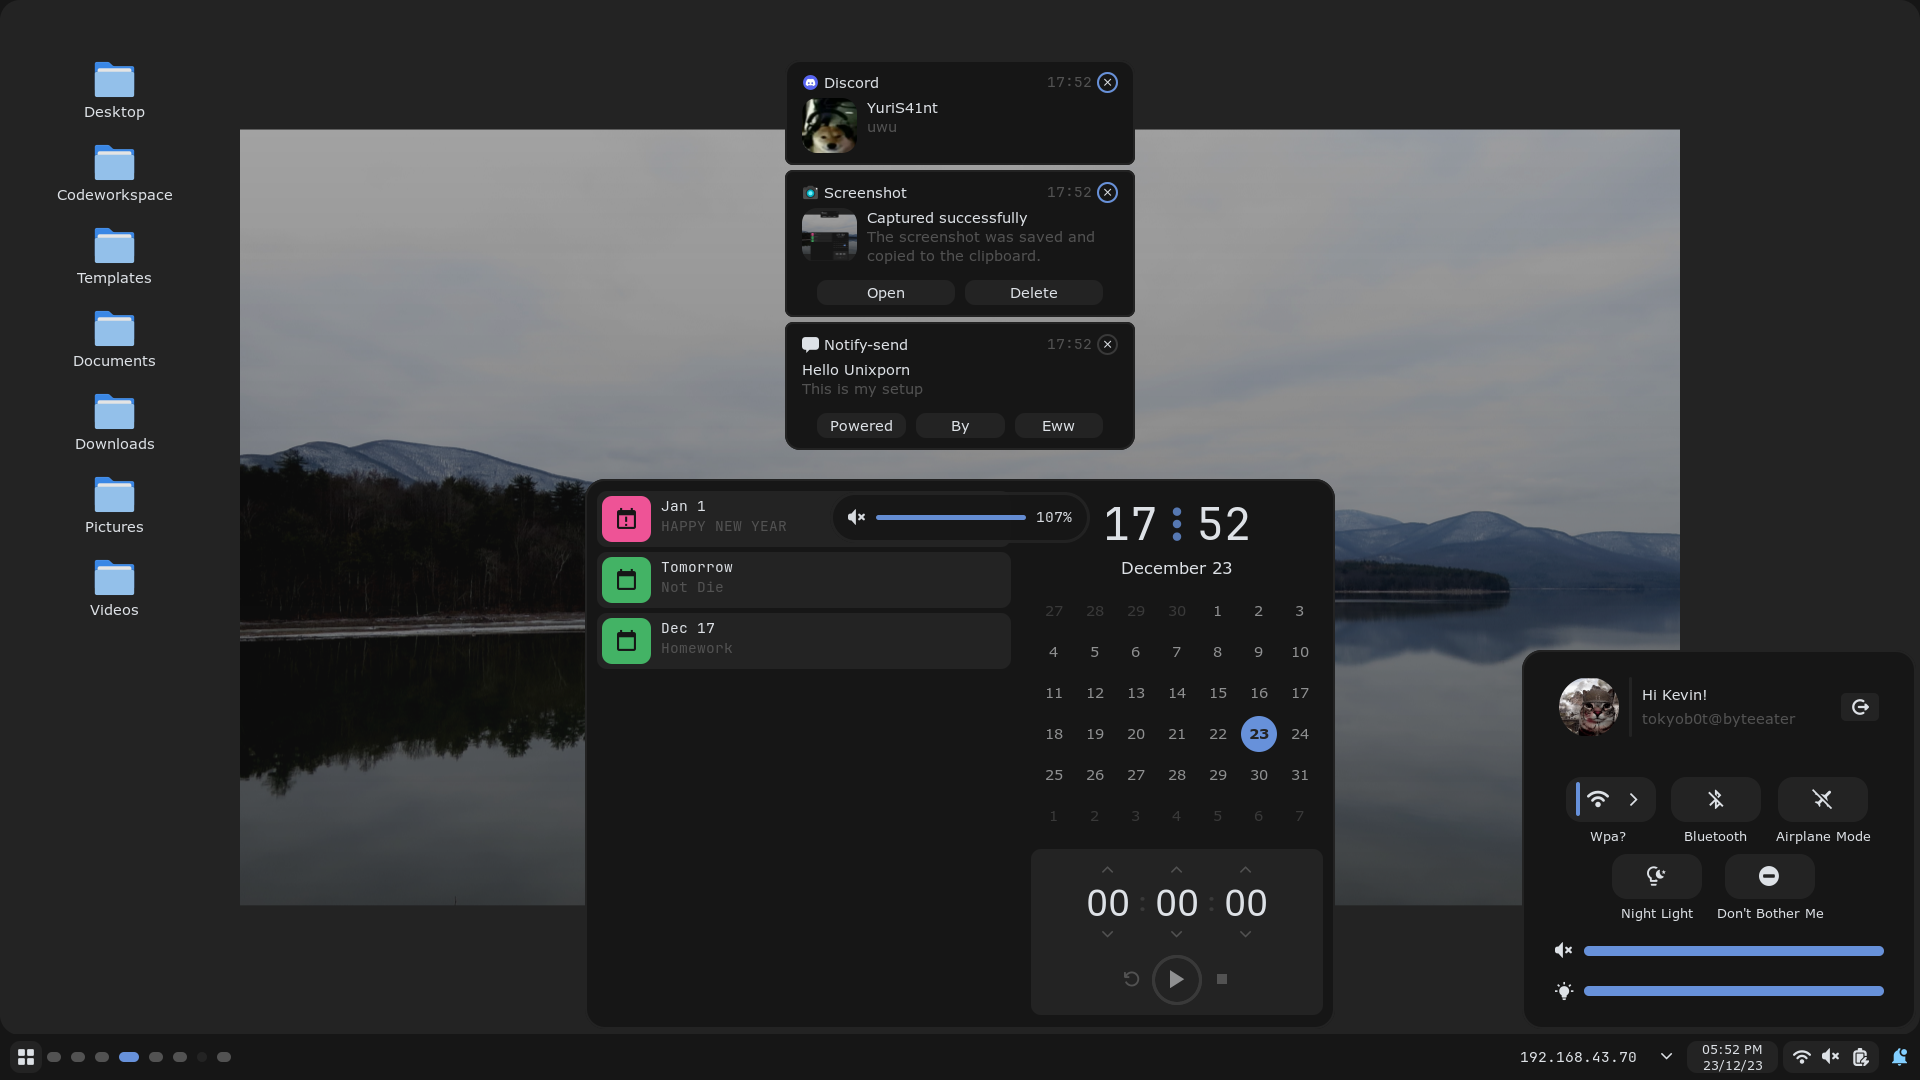 Desktop
Codeworkspace
Templates
Documents
Downloads
Pictures
Videos
Discord 17:52
YuriS41nt
uwu
Screenshot 17:52
Captured successfully
The screenshot was saved and
copied to the clipboard.
Open Delete
Notify-send 17:52
Hello Unixporn
This is my setup
Powered By Eww
Jan 1
HAPPY NEW YEAR
Tomorrow
Not Die
Dec 17
Homework
107%
17 52
December 23
27 28 29 30 1 2 3
4 5 6 7 8 9 10
11 12 13 14 15 16 17
18 19 20 21 22 23 24
25 26 27 28 29 30 31
1 2 3 4 5 6 7
00 : 00 : 00
Hi Kevin!
tokyob0t@byteeater
Wpa? Bluetooth Airplane Mode
Night Light Don't Bother Me
192.168.43.70
05:52 PM
23/12/23